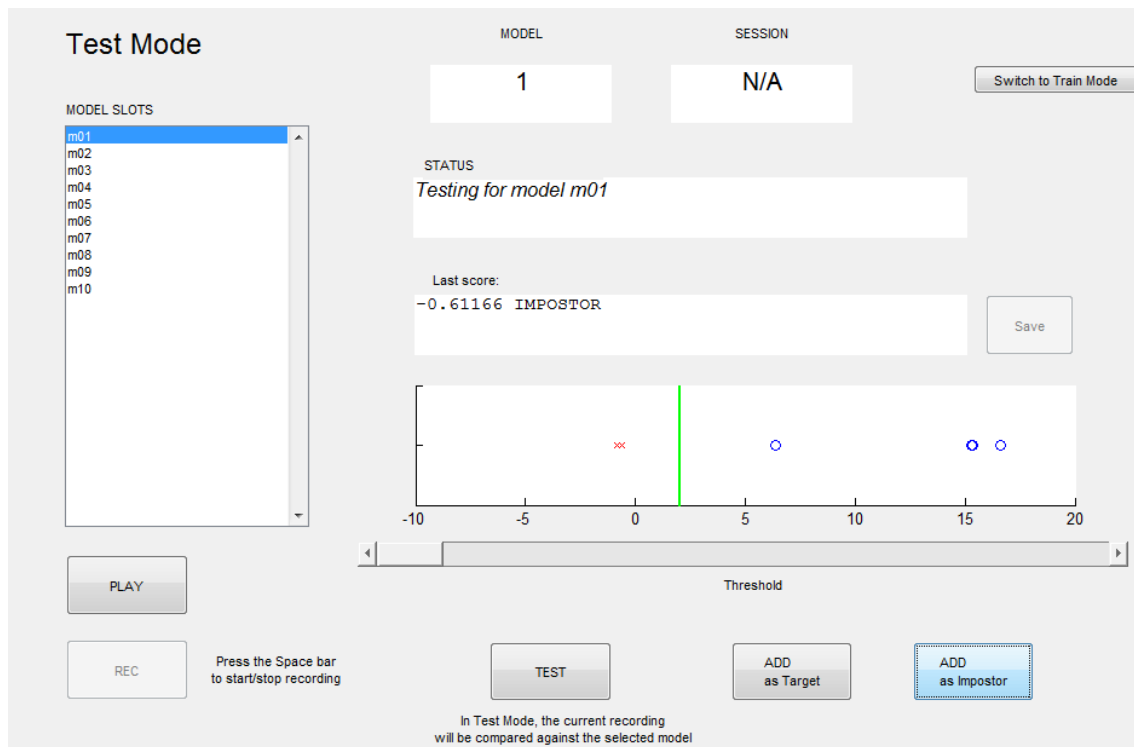 Test Mode
MODEL
SESSION
1
N/A
Switch to Train Mode
MODEL SLOTS
m01
m02
m03
m04
m05
m06
m07
m08
m09
m10
STATUS
Testing for model m01
Last score:
-0.61166 IMPOSTOR
Save
-10
-5
0
5
10
15
20
Threshold
PLAY
REC
Press the Space bar
to start/stop recording
TEST
ADD
as Target
ADD
as Impostor
In Test Mode, the current recording
will be compared against the selected model